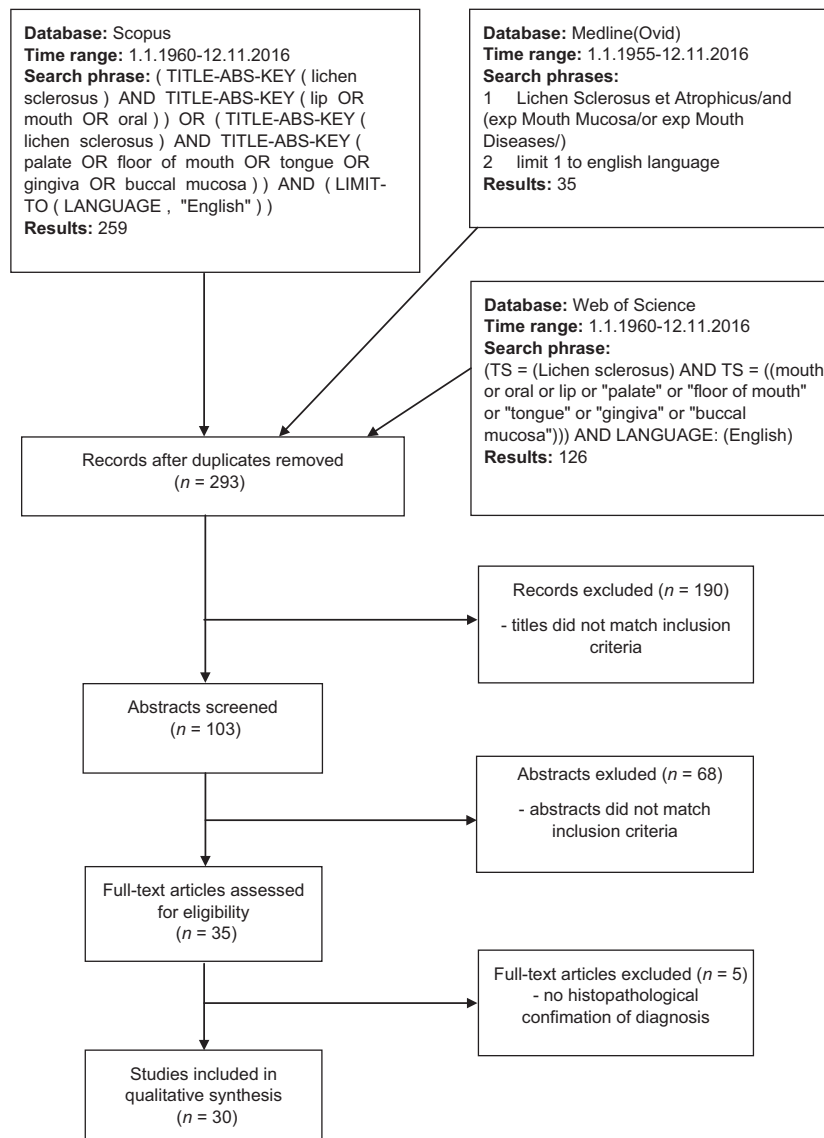 Database: Scopus
Time range: 1.1.1960-12.11.2016
Search phrase: ( TITLE-ABS-KEY ( lichen
sclerosus ) AND TITLE-ABS-KEY ( lip OR
mouth OR oral ) ) OR ( TITLE-ABS-KEY (
lichen sclerosus ) AND TITLE-ABS-KEY (
palate OR floor of mouth OR tongue OR
gingiva OR buccal mucosa ) ) AND ( LIMIT-
TO ( LANGUAGE , "English" ) )
Results: 259
Database: Medline(Ovid)
Time range: 1.1.1955-12.11.2016
Search phrases:
1 Lichen Sclerosus et Atrophicus/and
(exp Mouth Mucosa/or exp Mouth
Diseases/)
2 limit 1 to english language
Results: 35
Database: Web of Science
Time range: 1.1.1960-12.11.2016
Search phrase:
(TS = (Lichen sclerosus) AND TS = ((mouth
or oral or lip or "palate" or "floor of mouth"
or "tongue" or "gingiva" or "buccal
mucosa"))) AND LANGUAGE: (English)
Results: 126
Records after duplicates removed
(n = 293)
Records excluded (n = 190)
- titles did not match inclusion
criteria
Abstracts screened
(n = 103)
Abstracts exluded (n = 68)
- abstracts did not match
inclusion criteria
Full-text articles assessed
for eligibility
(n = 35)
Full-text articles excluded (n = 5)
- no histopathological
confimation of diagnosis
Studies included in
qualitative synthesis
(n = 30)